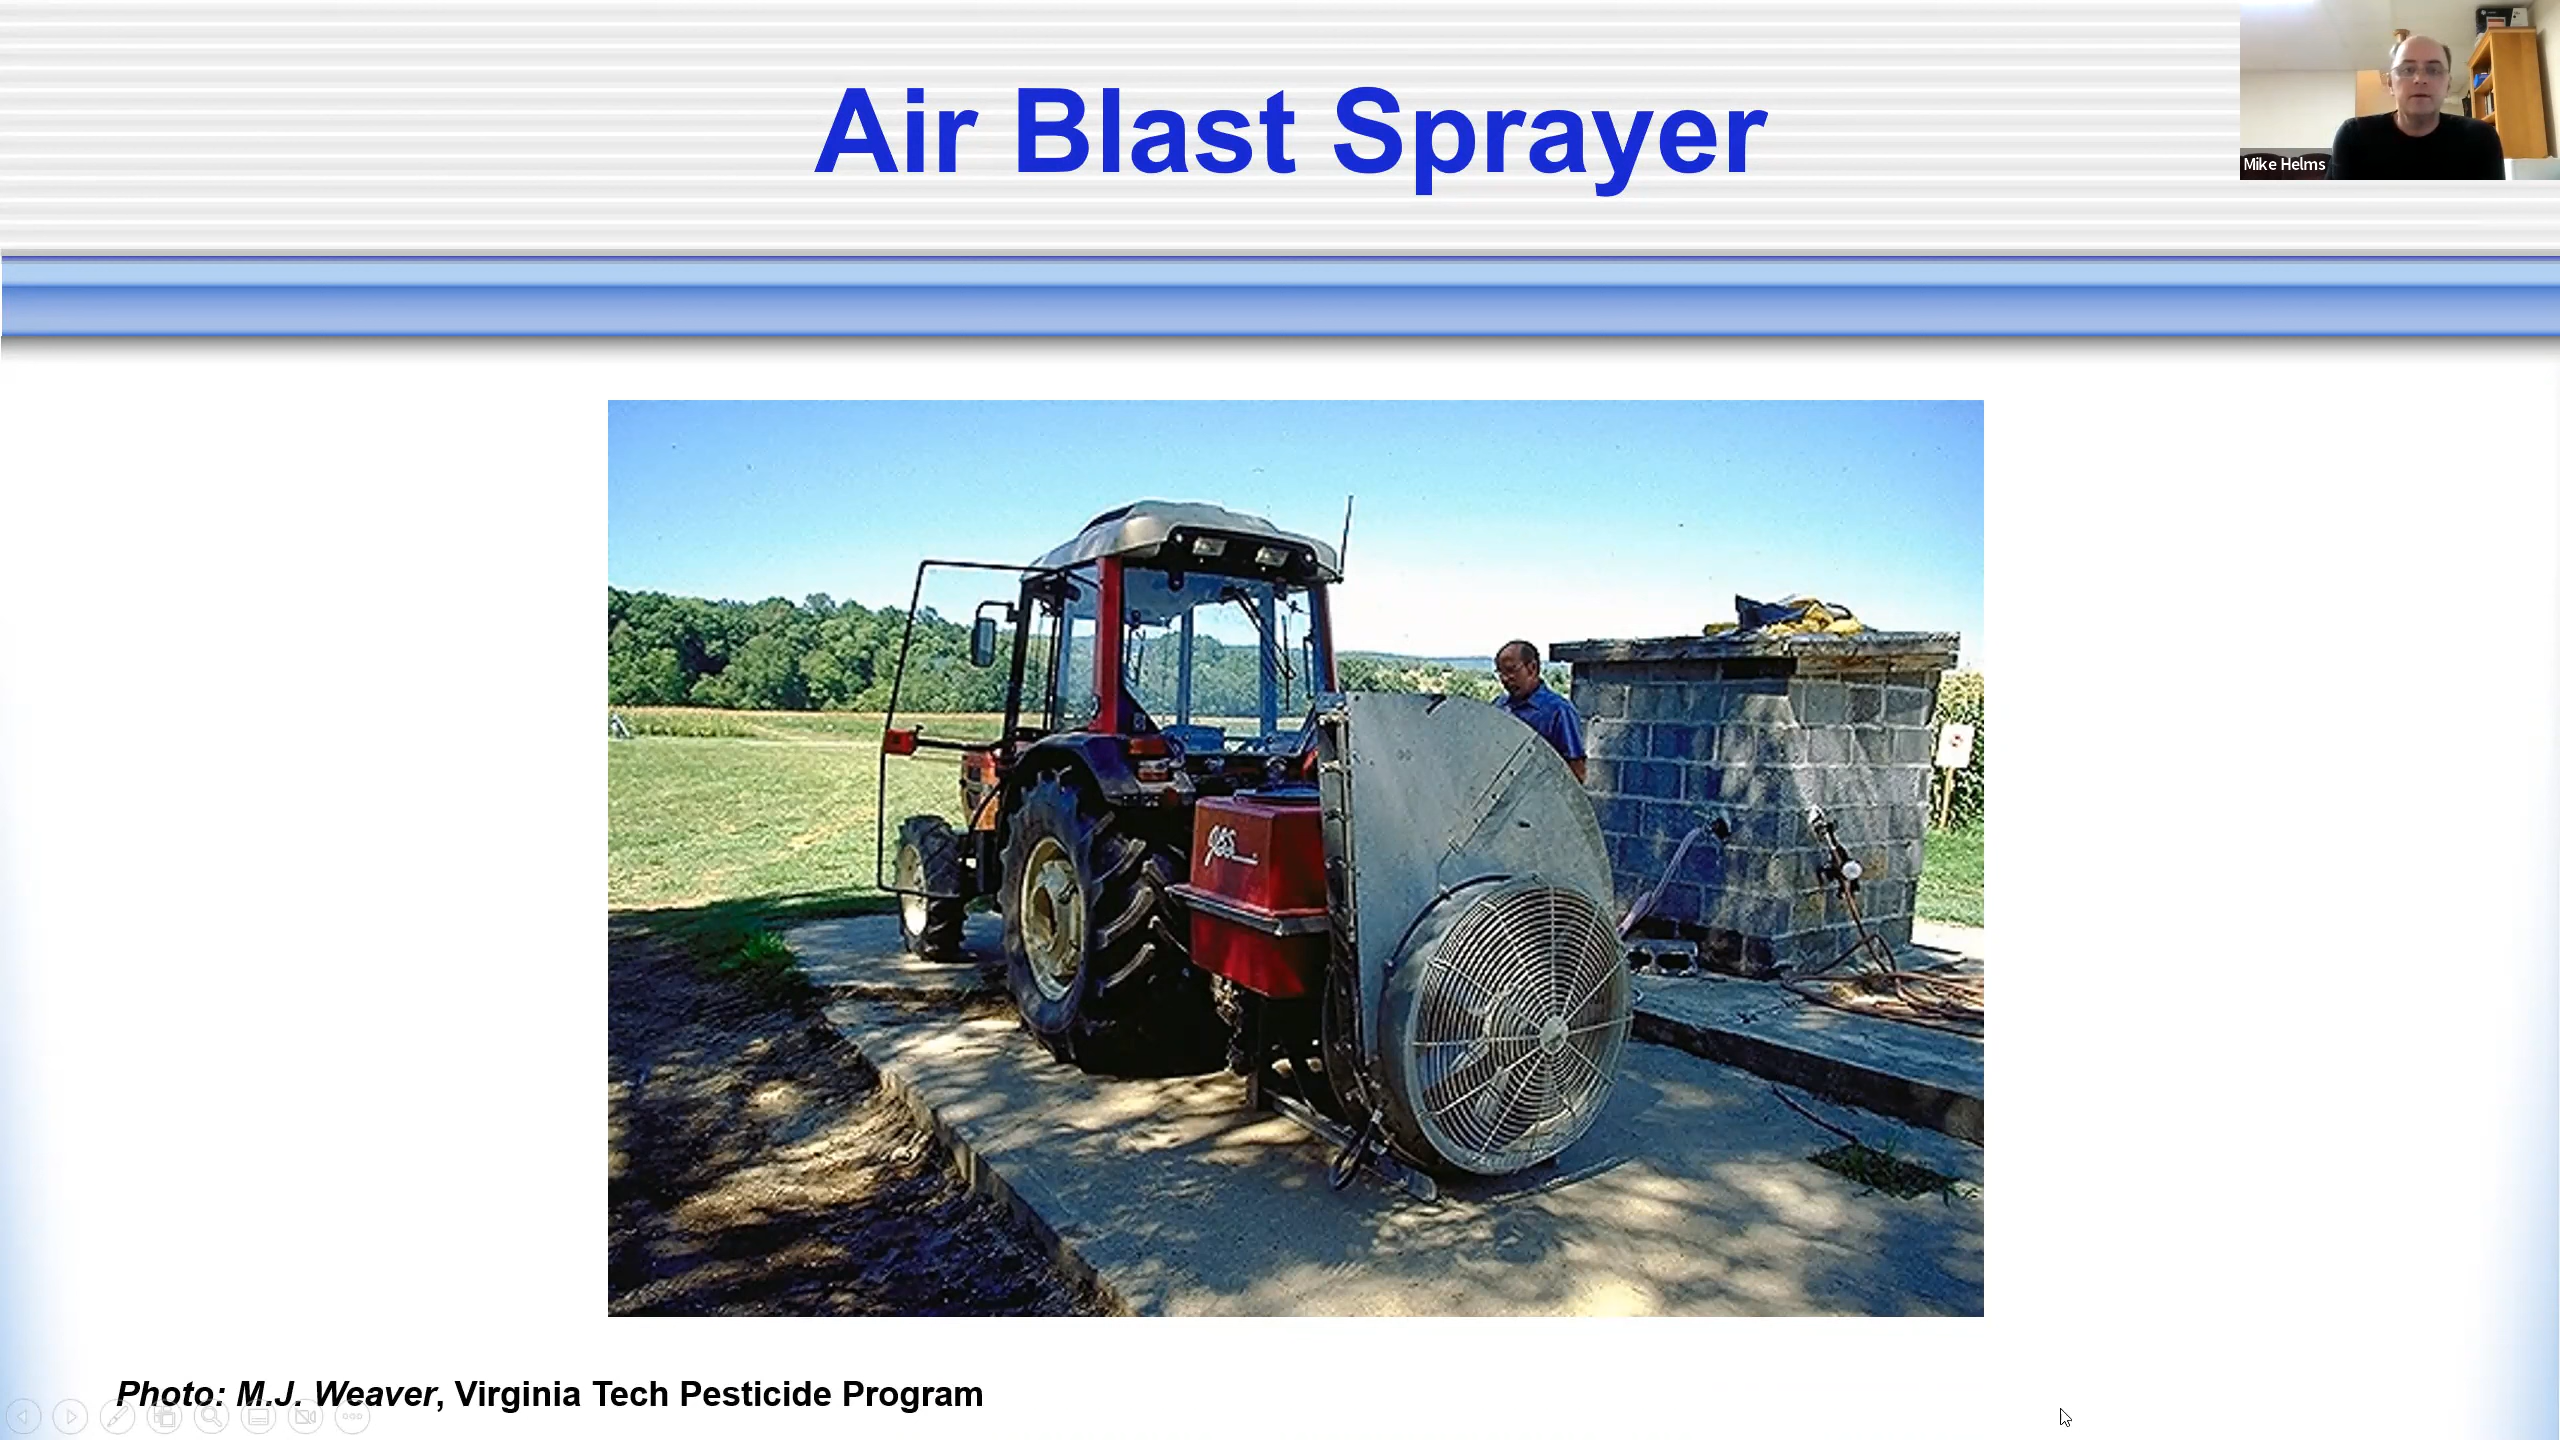 Air Blast Sprayer
Mike Helms
Photo: M.J. Weaver, Virginia Tech Pesticide Program